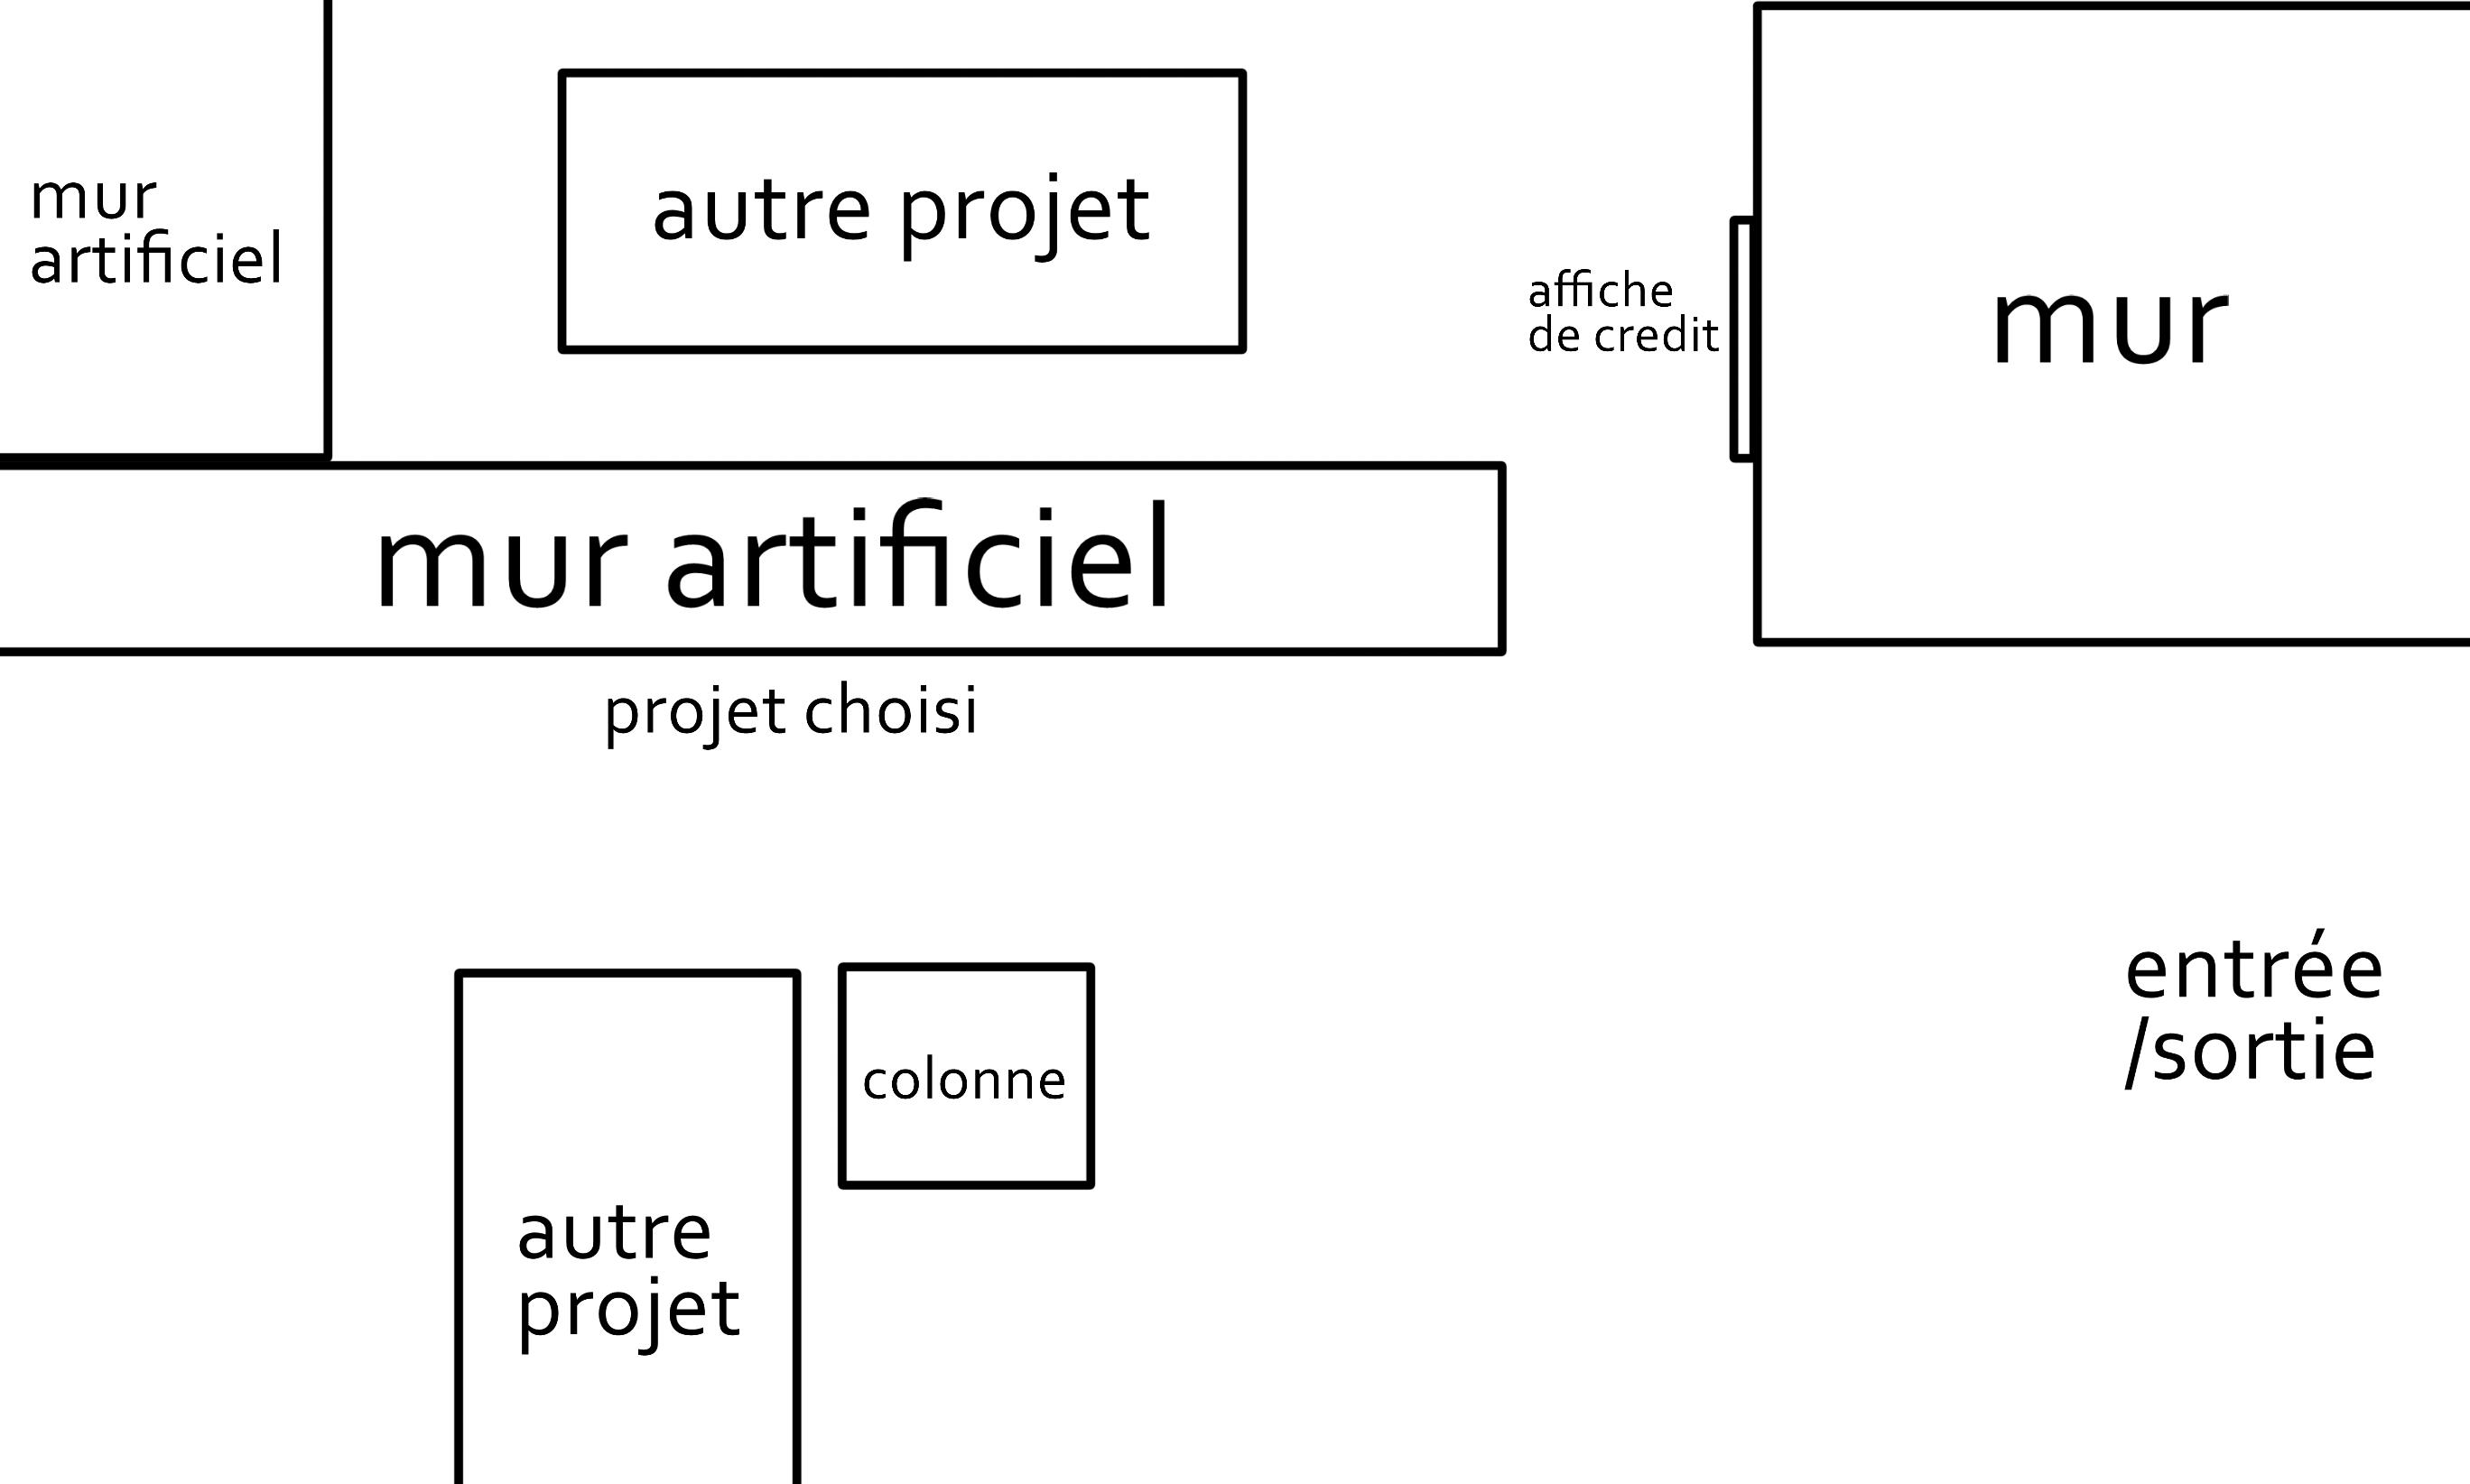 mur
artificiel
autre projet
affiche
de credit
mur
mur artificiel
projet choisi
entrée
/sortie
colonne
autre
projet